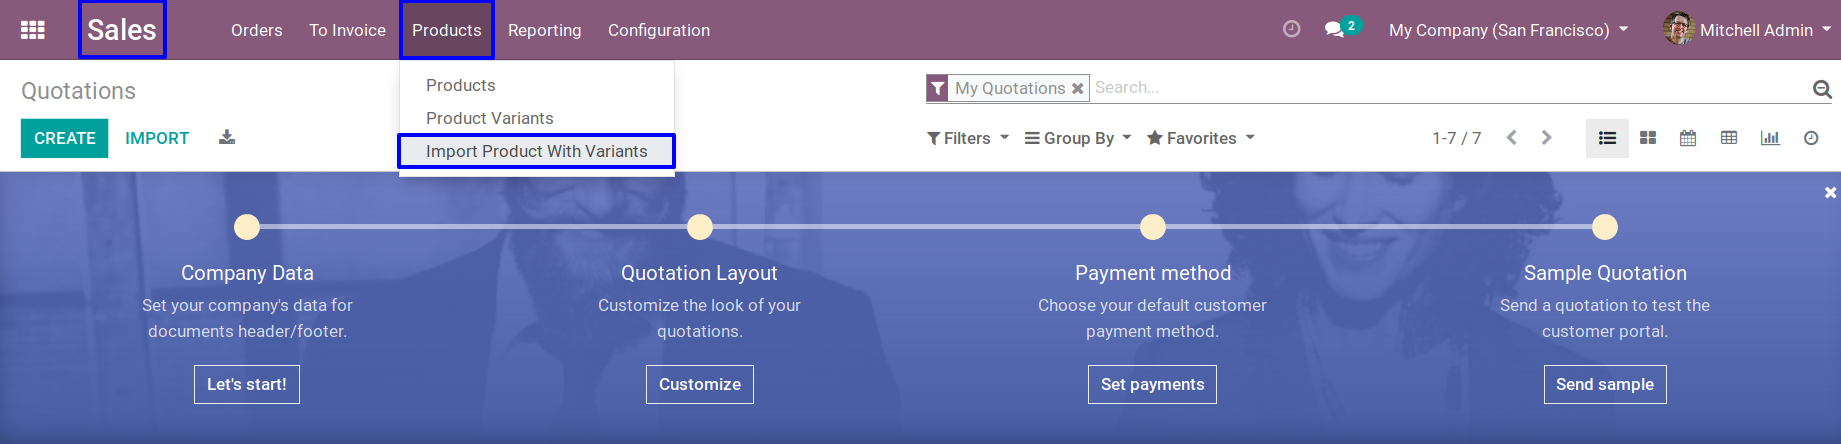 Sales Orders To Invoice Products Reporting Configuration 2 My Company (San Francisco) Mitchell Admin
Products
Product Variants
Import Product With Variants
Quotations
My Quotations Search...
CREATE IMPORT
Filters Group By Favorites 1-7 / 7
Company Data
Set your company's data for
documents header/footer.
Let's start!
Quotation Layout
Customize the look of your
quotations.
Customize
Payment method
Choose your default customer
payment method.
Set payments
Sample Quotation
Send a quotation to test the
customer portal.
Send sample